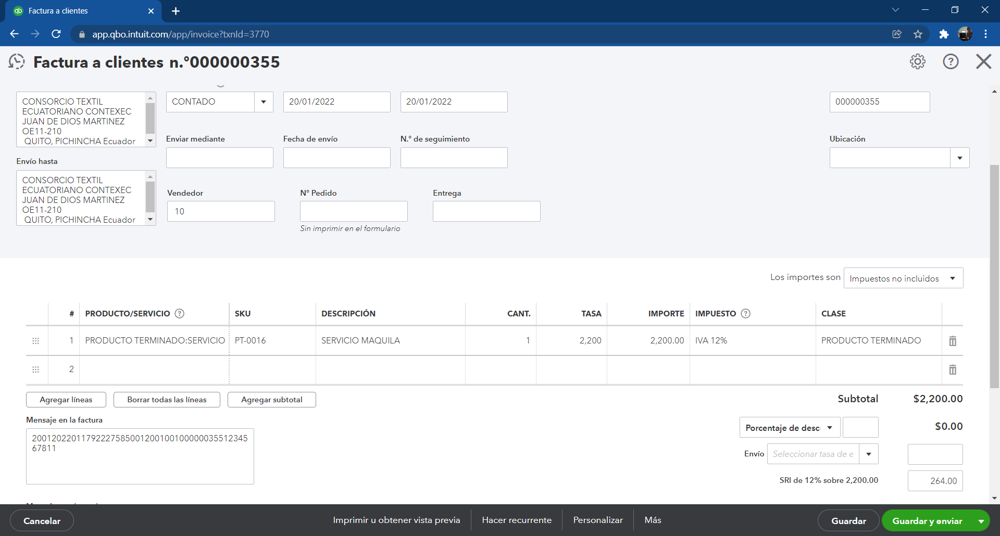 Factura a clientes
app.qbo.intuit.com/app/invoice?txnId=3770
Factura a clientes n.°000000355
CONSORCIO TEXTIL
ECUATORIANO CONTEXEC
JUAN DE DIOS MARTINEZ
OE11-210
QUITO, PICHINCHA Ecuador
CONTADO
20/01/2022
20/01/2022
000000355
Enviar mediante
Fecha de envío
N.° de seguimiento
Ubicación
Envío hasta
CONSORCIO TEXTIL
ECUATORIANO CONTEXEC
JUAN DE DIOS MARTINEZ
OE11-210
QUITO, PICHINCHA Ecuador
Vendedor
N° Pedido
Entrega
10
Sin imprimir en el formulario
Los importes son
Impuestos no incluidos
# PRODUCTO/SERVICIO SKU DESCRIPCIÓN CANT. TASA IMPORTE IMPUESTO CLASE
1 PRODUCTO TERMINADO:SERVICIO PT-0016 SERVICIO MAQUILA 1 2,200 2,200.00 IVA 12% PRODUCTO TERMINADO
2
Agregar líneas
Borrar todas las líneas
Agregar subtotal
Subtotal $2,200.00
Mensaje en la factura
200120220117922275850012001001000000035512345
67811
Porcentaje de desc
$0.00
Envío
Seleccionar tasa de e
SRI de 12% sobre 2,200.00
264.00
Cancelar
Imprimir u obtener vista previa
Hacer recurrente
Personalizar
Más
Guardar
Guardar y enviar